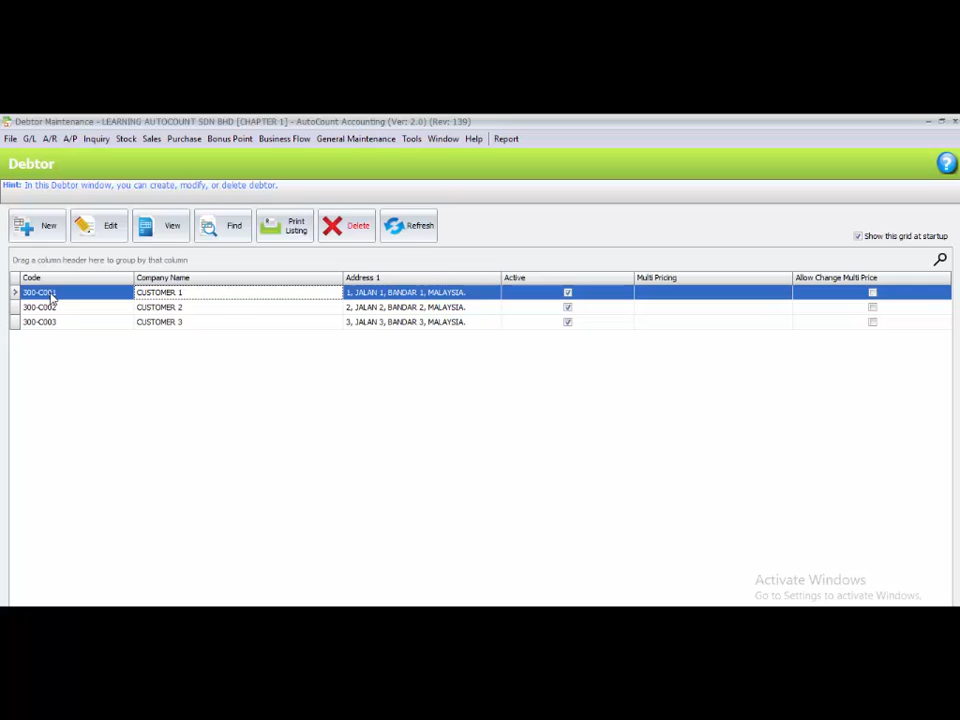 Debtor Maintenance - LEARNING AUTOCOUNT SDN BHD [CHAPTER 1] - AutoCount Accounting (Ver: 2.0) (Rev: 139)
File G/L A/R A/P Inquiry Stock Sales Purchase Bonus Point Business Flow General Maintenance Tools Window Help Report
Debtor
Hint: In this Debtor window, you can create, modify, or delete debtor.
New Edit View Find Print Listing Delete Refresh
Show this grid at startup
Drag a column header here to group by that column
Code Company Name Address 1 Active Multi Pricing Allow Change Multi Price
300-C001 CUSTOMER 1 1, JALAN 1, BANDAR 1, MALAYSIA.
300-C002 CUSTOMER 2 2, JALAN 2, BANDAR 2, MALAYSIA.
300-C003 CUSTOMER 3 3, JALAN 3, BANDAR 3, MALAYSIA.
Activate Windows
Go to Settings to activate Windows.